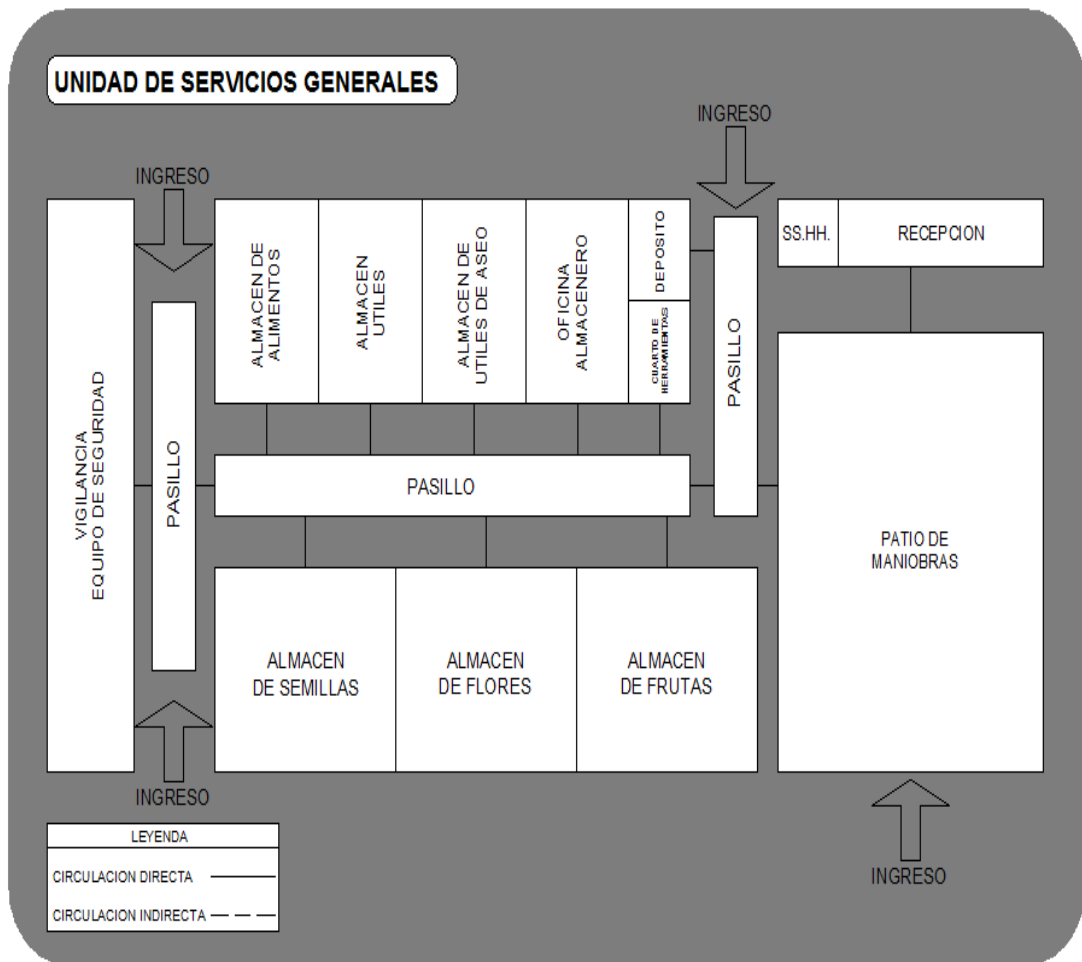 UNIDAD DE SERVICIOS GENERALES
INGRESO
INGRESO
VIGILANCIA
EQUIPO DE SEGURIDAD
PASILLO
ALMACEN DE
ALIMENTOS
ALMACEN
UTILES
ALMACEN DE
UTILES DE ASEO
OFICINA
ALMACENERO
DEPOSITO
CUARTO DE
HERRAMIENTAS
PASILLO
SS.HH.
RECEPCION
PASILLO
PATIO DE
MANIOBRAS
ALMACEN
DE SEMILLAS
ALMACEN
DE FLORES
ALMACEN
DE FRUTAS
INGRESO
INGRESO
LEYENDA
CIRCULACION DIRECTA
CIRCULACION INDIRECTA